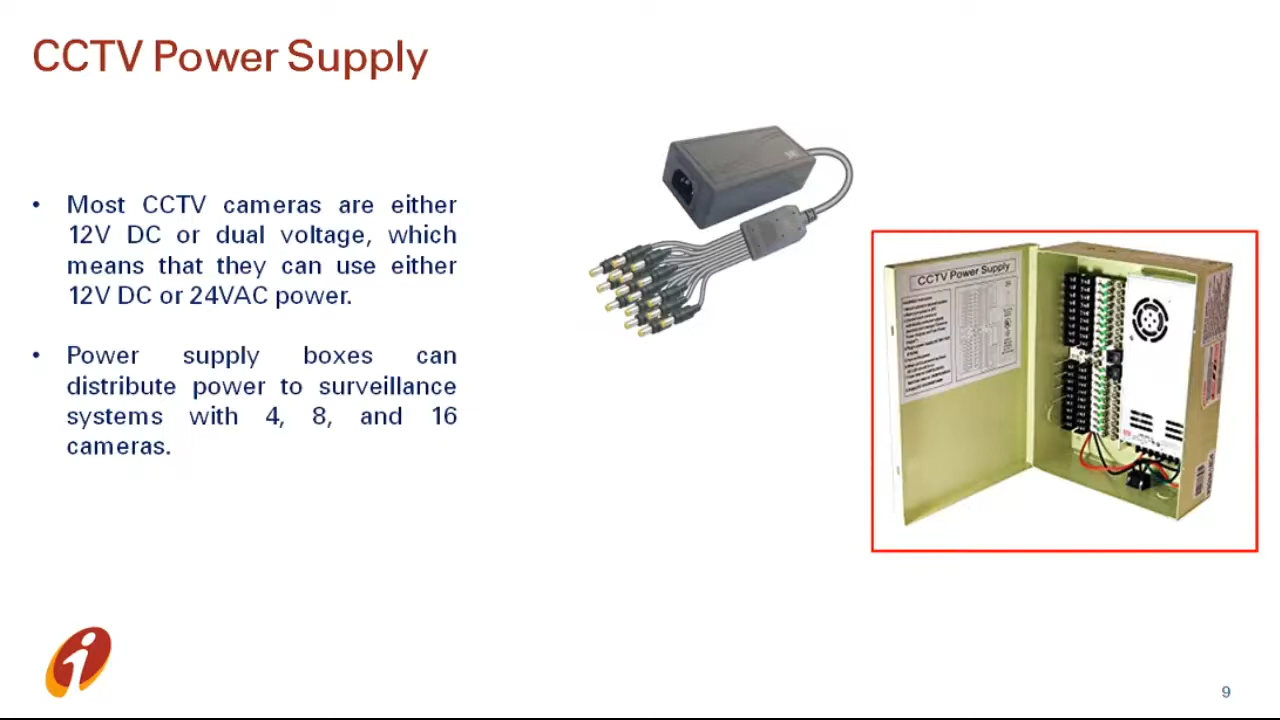 CCTV Power Supply
• Most CCTV cameras are either
12V DC or dual voltage, which
means that they can use either
12V DC or 24VAC power.
• Power supply boxes can
distribute power to surveillance
systems with 4, 8, and 16
cameras.
CCTV Power Supply
9